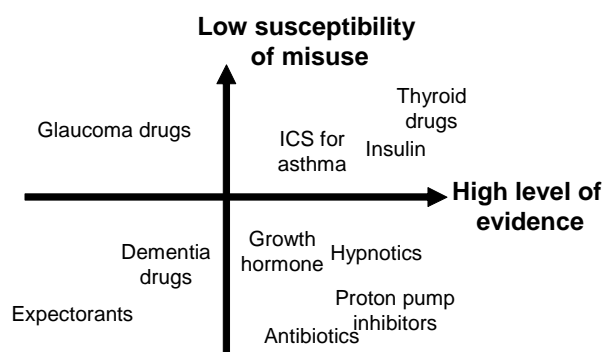 Low susceptibility
of misuse
Thyroid
drugs
Glaucoma drugs
ICS for
asthma
Insulin
High level of
evidence
Dementia
drugs
Growth
hormone
Hypnotics
Expectorants
Proton pump
inhibitors
Antibiotics